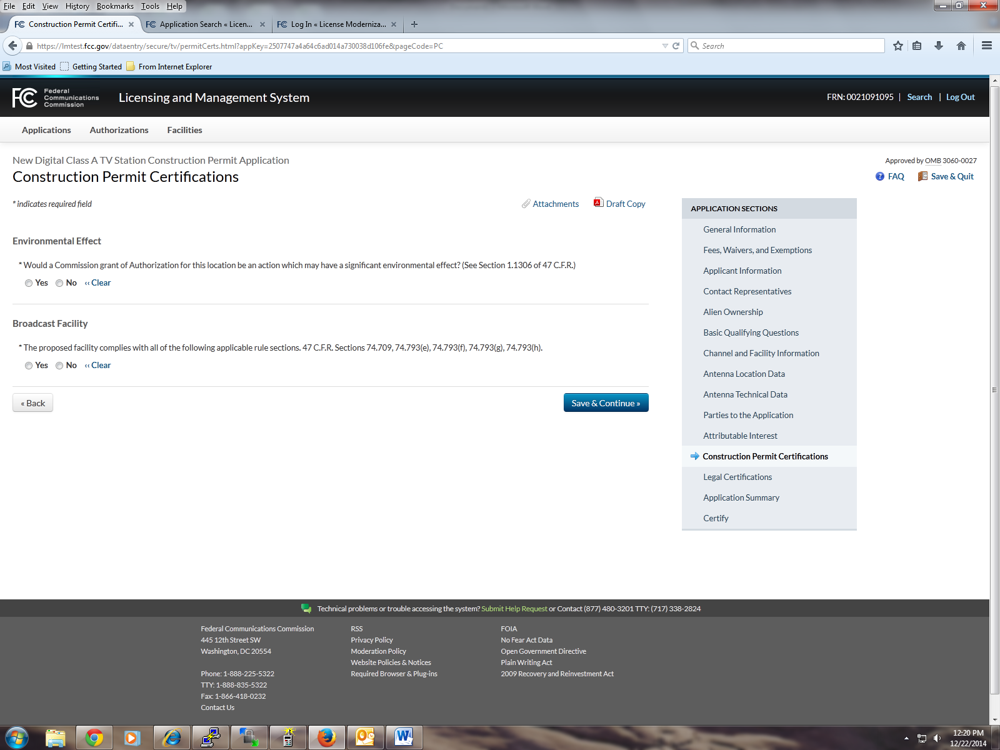 File Edit View History Bookmarks Tools Help
Construction Permit Certifi... Application Search « Licen... Log In « License Moderniza...
https://lmtest.fcc.gov/dataentry/secure/tv/permitCerts.html?appKey=2507747a4a64c6ad014a730038d106fe&pageCode=PC Search
Most Visited Getting Started From Internet Explorer
FC Federal Communications Commission
Licensing and Management System
FRN: 0021091095 | Search | Log Out
Applications Authorizations Facilities
New Digital Class A TV Station Construction Permit Application
Construction Permit Certifications
Approved by OMB 3060-0027
FAQ Save & Quit
* indicates required field
Attachments Draft Copy
Environmental Effect
* Would a Commission grant of Authorization for this location be an action which may have a significant environmental effect? (See Section 1.1306 of 47 C.F.R.)
Yes No ‹‹ Clear
Broadcast Facility
* The proposed facility complies with all of the following applicable rule sections. 47 C.F.R. Sections 74.709, 74.793(e), 74.793(f), 74.793(g), 74.793(h).
Yes No ‹‹ Clear
« Back
Save & Continue »
APPLICATION SECTIONS
General Information
Fees, Waivers, and Exemptions
Applicant Information
Contact Representatives
Alien Ownership
Basic Qualifying Questions
Channel and Facility Information
Antenna Location Data
Antenna Technical Data
Parties to the Application
Attributable Interest
Construction Permit Certifications
Legal Certifications
Application Summary
Certify
Technical problems or trouble accessing the system? Submit Help Request or Contact (877) 480-3201 TTY: (717) 338-2824
Federal Communications Commission
445 12th Street SW
Washington, DC 20554
Phone: 1-888-225-5322
TTY: 1-888-835-5322
Fax: 1-866-418-0232
Contact Us
RSS
Privacy Policy
Moderation Policy
Website Policies & Notices
Required Browser & Plug-ins
FOIA
No Fear Act Data
Open Government Directive
Plain Writing Act
2009 Recovery and Reinvestment Act
12:20 PM
12/22/2014